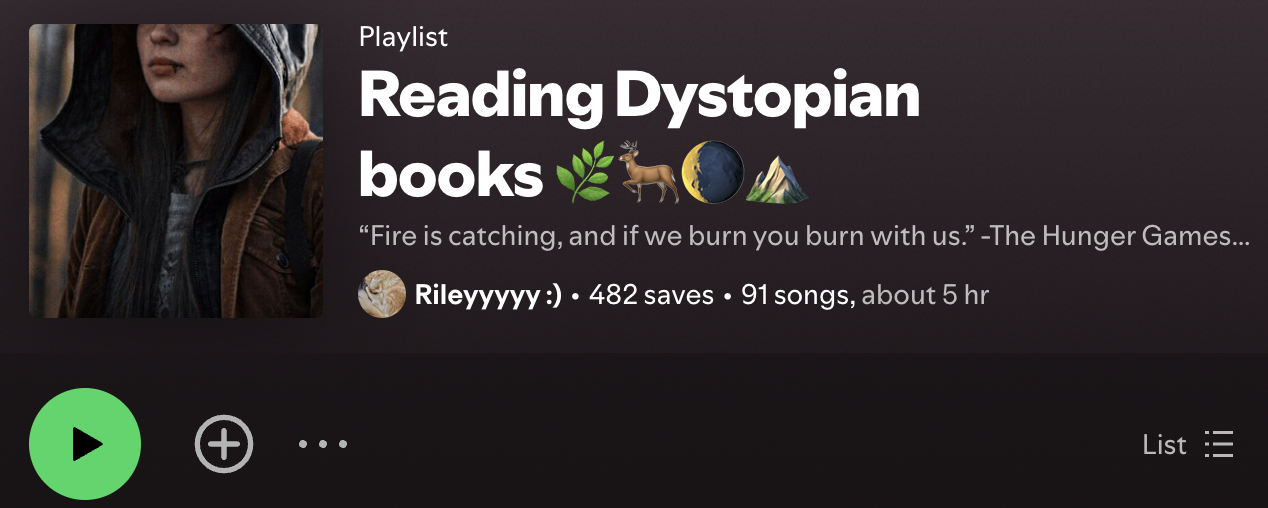 Playlist
Reading Dystopian
books 🌿🦌🌘⛰️
“Fire is catching, and if we burn you burn with us.” -The Hunger Games...
Rileyyyyy :) • 482 saves • 91 songs, about 5 hr
List